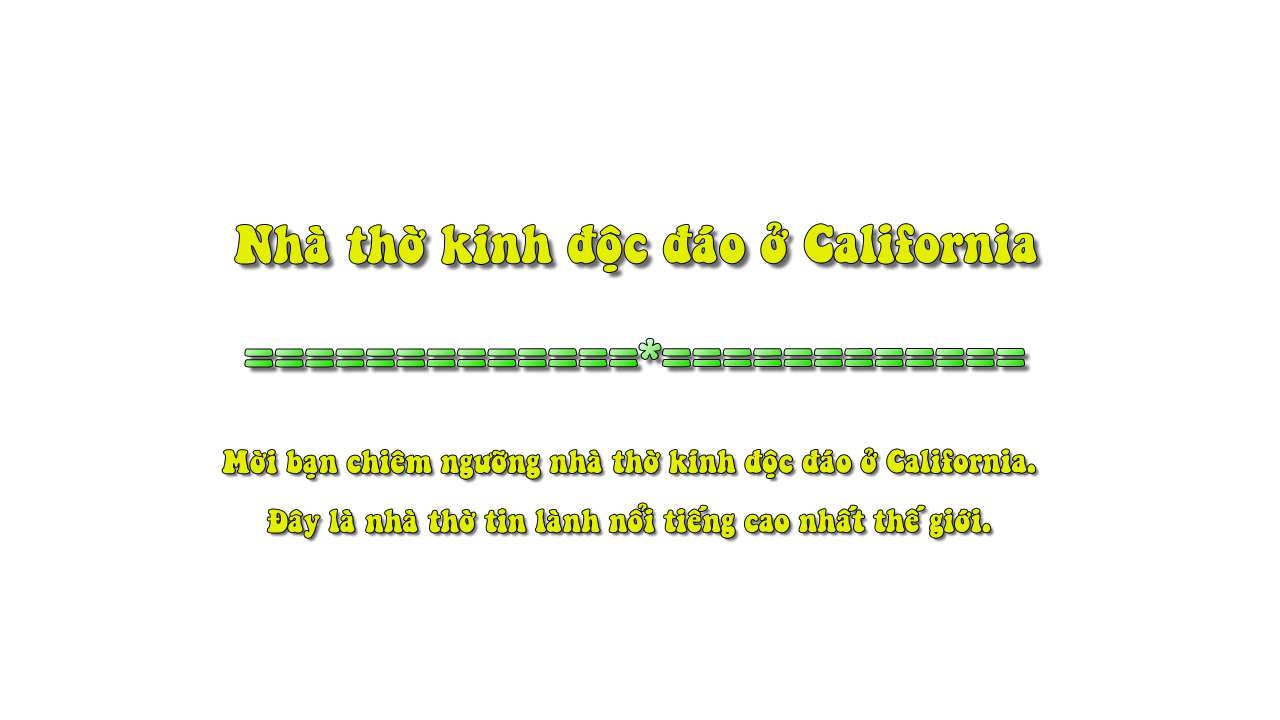 Nhà thờ kính độc đáo ở California
=============*============
Mời bạn chiêm ngưỡng nhà thờ kính độc đáo ở California.
Đây là nhà thờ tin lành nổi tiếng cao nhất thế giới.